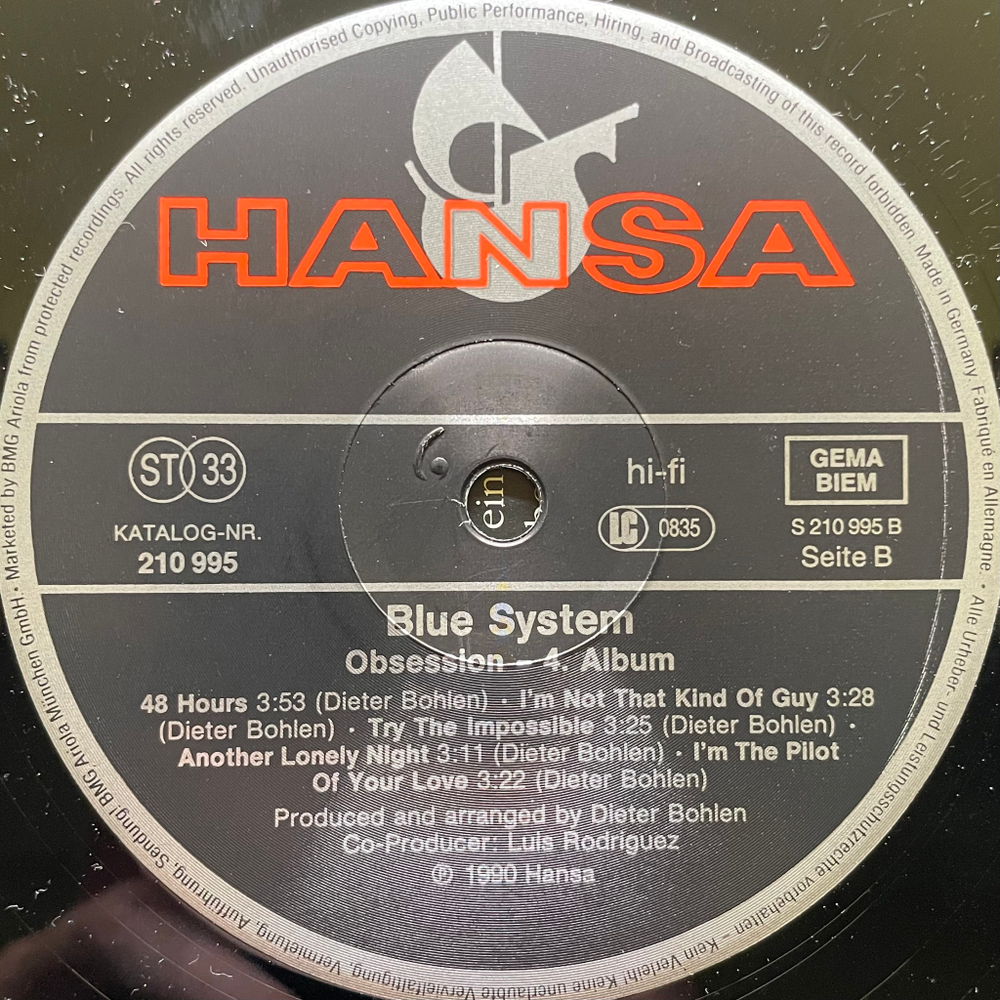 Marketed by BMG Ariola from protected recordings. All rights reserved. Unauthorised Copying, Public Performance, Hiring, and Broadcasting of this record forbidden. Made in Germany. Fabriqué en Allemagne. •
HANSA
ST 33
KATALOG-NR.
210 995
ein
hi-fi
LC 0835
GEMA
BIEM
S 210 995 B
Seite B
Blue System
Obsession – 4. Album
48 Hours 3:53 (Dieter Bohlen) · I'm Not That Kind Of Guy 3:28
(Dieter Bohlen) · Try The Impossible 3:25 (Dieter Bohlen) ·
Another Lonely Night 3:11 (Dieter Bohlen) · I'm The Pilot
Of Your Love 3:22 (Dieter Bohlen)
Produced and arranged by Dieter Bohlen
Co-Producer: Luis Rodriguez
℗ 1990 Hansa
Alle Urheber- und Leistungsschutzrechte vorbehalten – Kein Verleih! Keine unerlaubte Vervielfältigung, Vermietung, Aufführung, Sendung! BMG Ariola München GmbH •